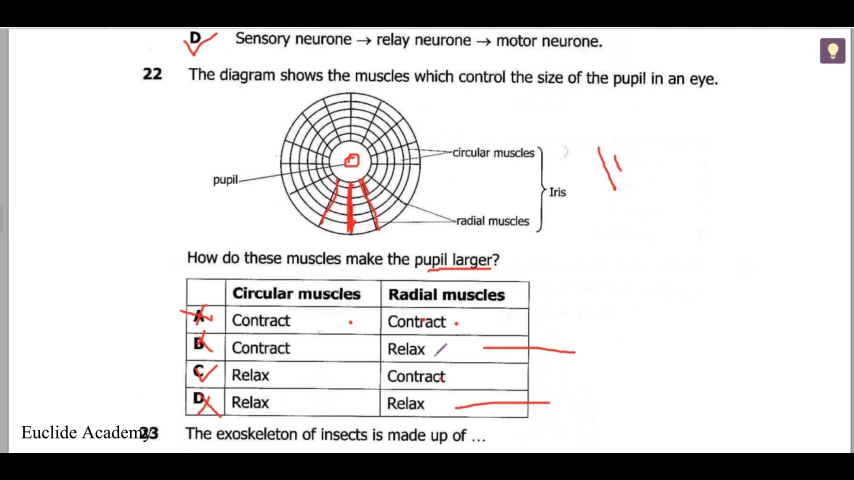 D Sensory neurone → relay neurone → motor neurone.
22 The diagram shows the muscles which control the size of the pupil in an eye.
circular muscles
pupil
Iris
radial muscles
How do these muscles make the pupil larger?
Circular muscles Radial muscles
A Contract Contract
B Contract Relax
C Relax Contract
D Relax Relax
Euclide Academy
23 The exoskeleton of insects is made up of ...